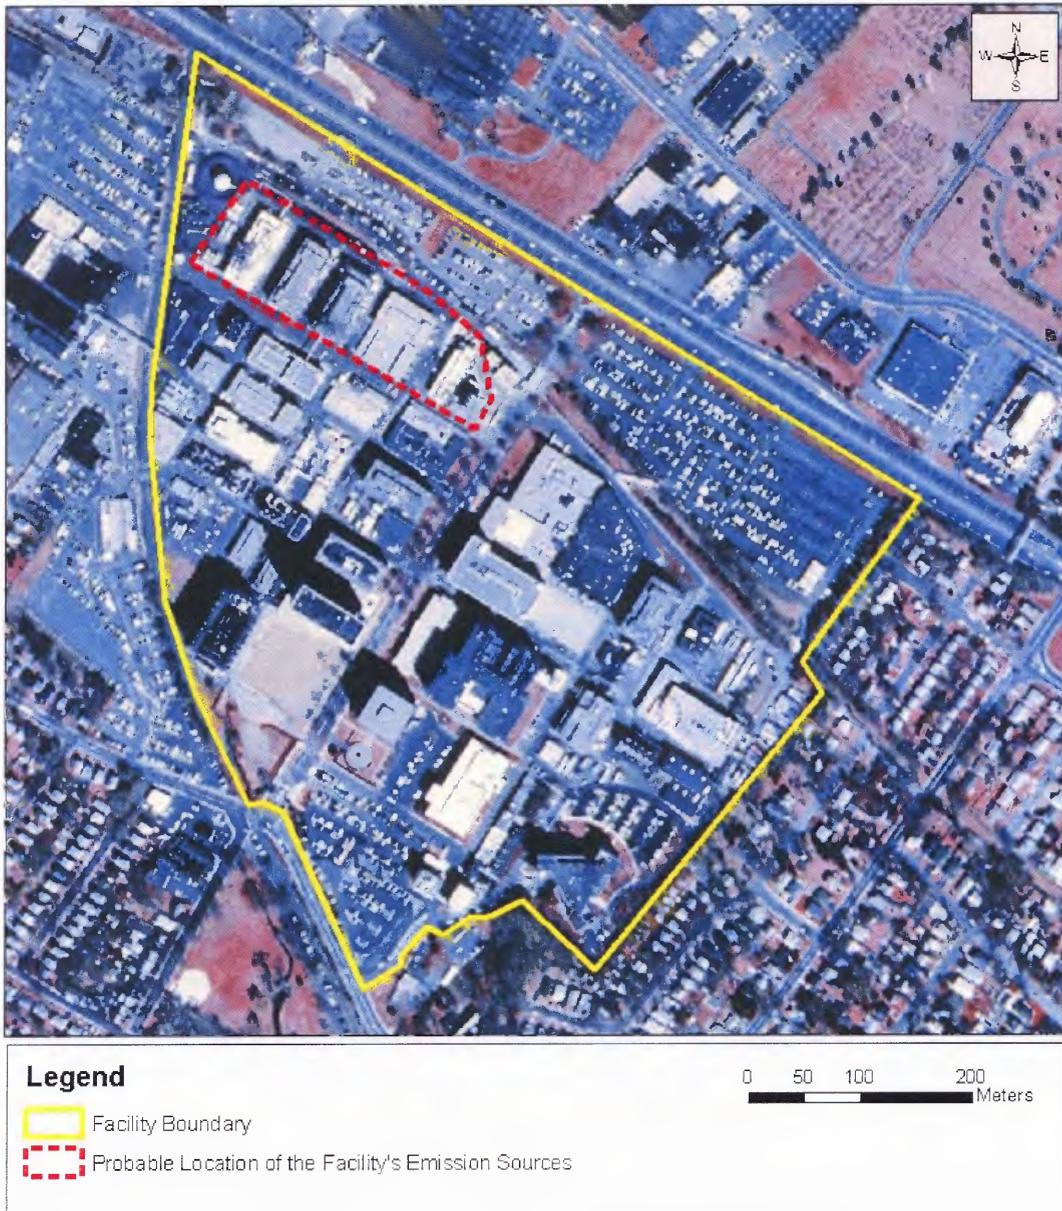 N
W E
S
Legend
0 50 100 200
Meters
Facility Boundary
Probable Location of the Facility's Emission Sources